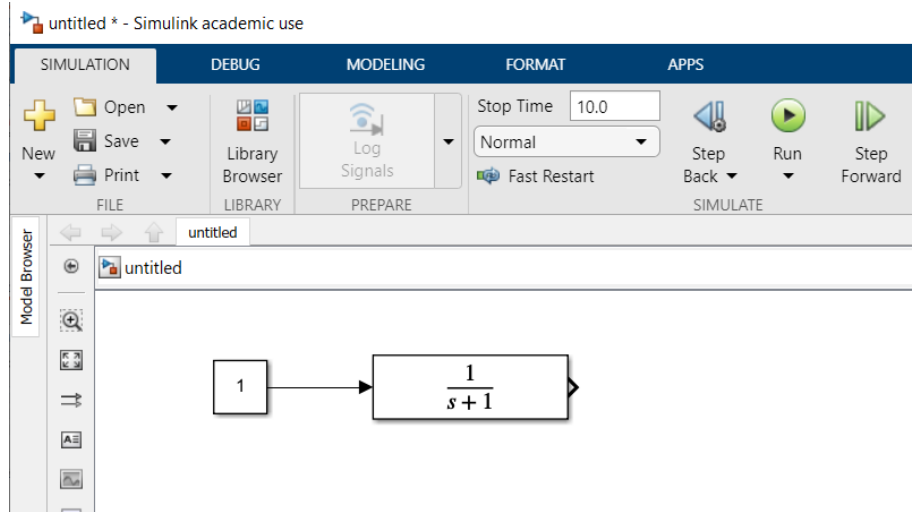 untitled * - Simulink academic use
SIMULATION DEBUG MODELING FORMAT APPS
New
Open
Save
Print
FILE
Library
Browser
LIBRARY
Log
Signals
PREPARE
Stop Time 10.0
Normal
Fast Restart
Step
Back
Run
Step
Forward
SIMULATE
Model Browser
untitled
untitled
A
1
1
s + 1